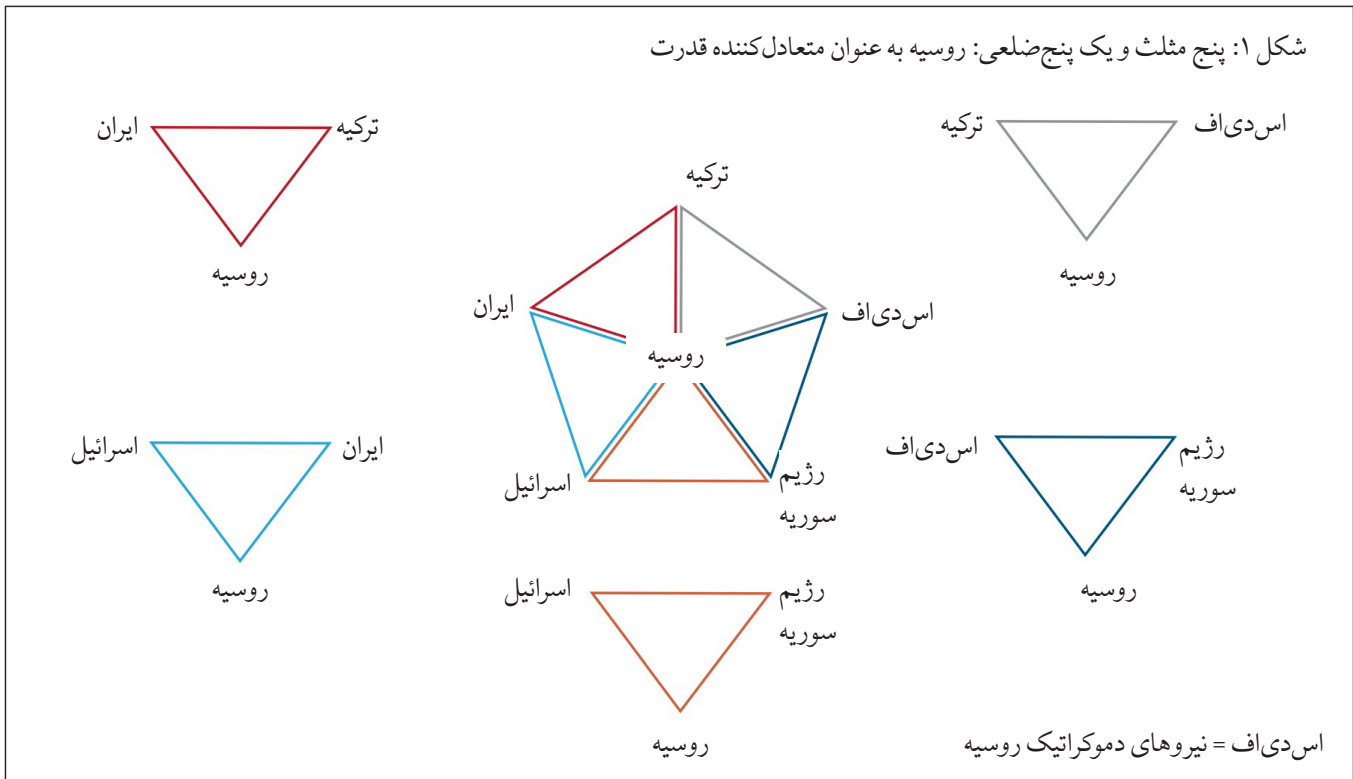 شکل ۱: پنج مثلث و یک پنج‌ضلعی: روسیه به عنوان متعادل‌کننده قدرت
اس‌دی‌اف
ترکیه
روسیه
ترکیه
ایران
روسیه
ترکیه
اس‌دی‌اف
ایران
روسیه
رژیم
سوریه
اسرائیل
رژیم
سوریه
اس‌دی‌اف
روسیه
ایران
اسرائیل
روسیه
رژیم
سوریه
اسرائیل
روسیه
اس‌دی‌اف = نیروهای دموکراتیک روسیه